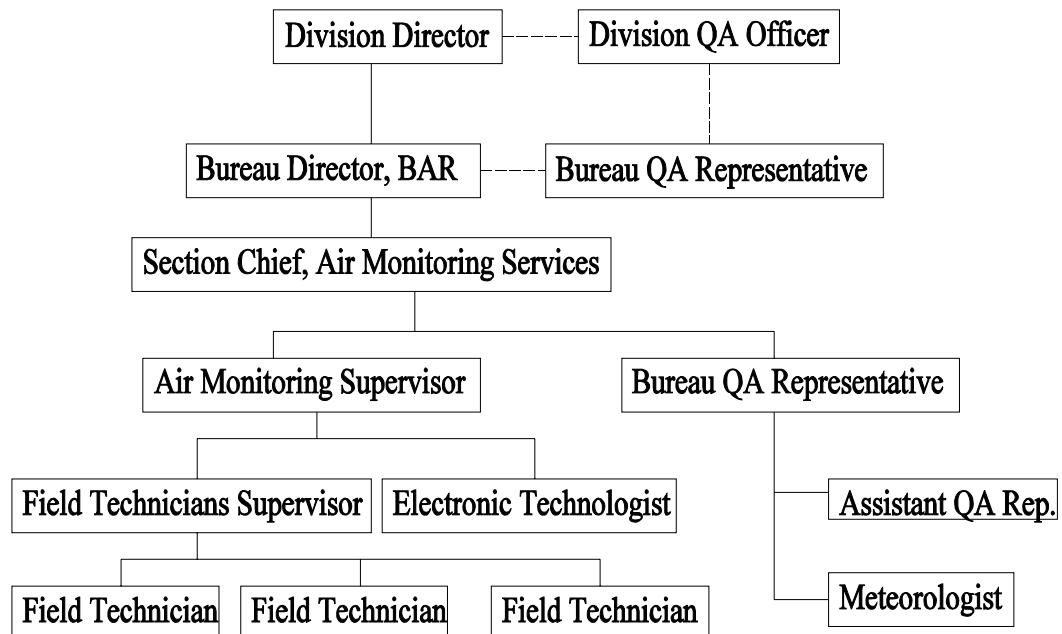 Division Director
Division QA Officer
Bureau Director, BAR
Bureau QA Representative
Section Chief, Air Monitoring Services
Air Monitoring Supervisor
Bureau QA Representative
Field Technicians Supervisor
Electronic Technologist
Assistant QA Rep.
Field Technician
Field Technician
Field Technician
Meteorologist